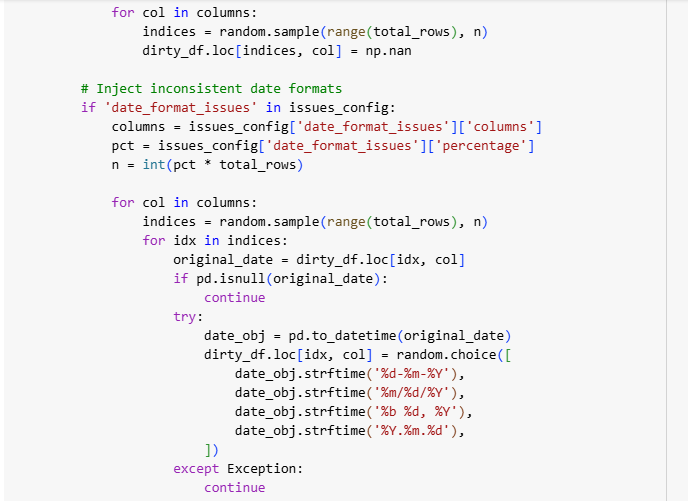 for col in columns:
    indices = random.sample(range(total_rows), n)
    dirty_df.loc[indices, col] = np.nan

# Inject inconsistent date formats
if 'date_format_issues' in issues_config:
    columns = issues_config['date_format_issues']['columns']
    pct = issues_config['date_format_issues']['percentage']
    n = int(pct * total_rows)

    for col in columns:
        indices = random.sample(range(total_rows), n)
        for idx in indices:
            original_date = dirty_df.loc[idx, col]
            if pd.isnull(original_date):
                continue
            try:
                date_obj = pd.to_datetime(original_date)
                dirty_df.loc[idx, col] = random.choice([
                    date_obj.strftime('%d-%m-%Y'),
                    date_obj.strftime('%m/%d/%Y'),
                    date_obj.strftime('%b %d, %Y'),
                    date_obj.strftime('%Y.%m.%d'),
                ])
            except Exception:
                continue